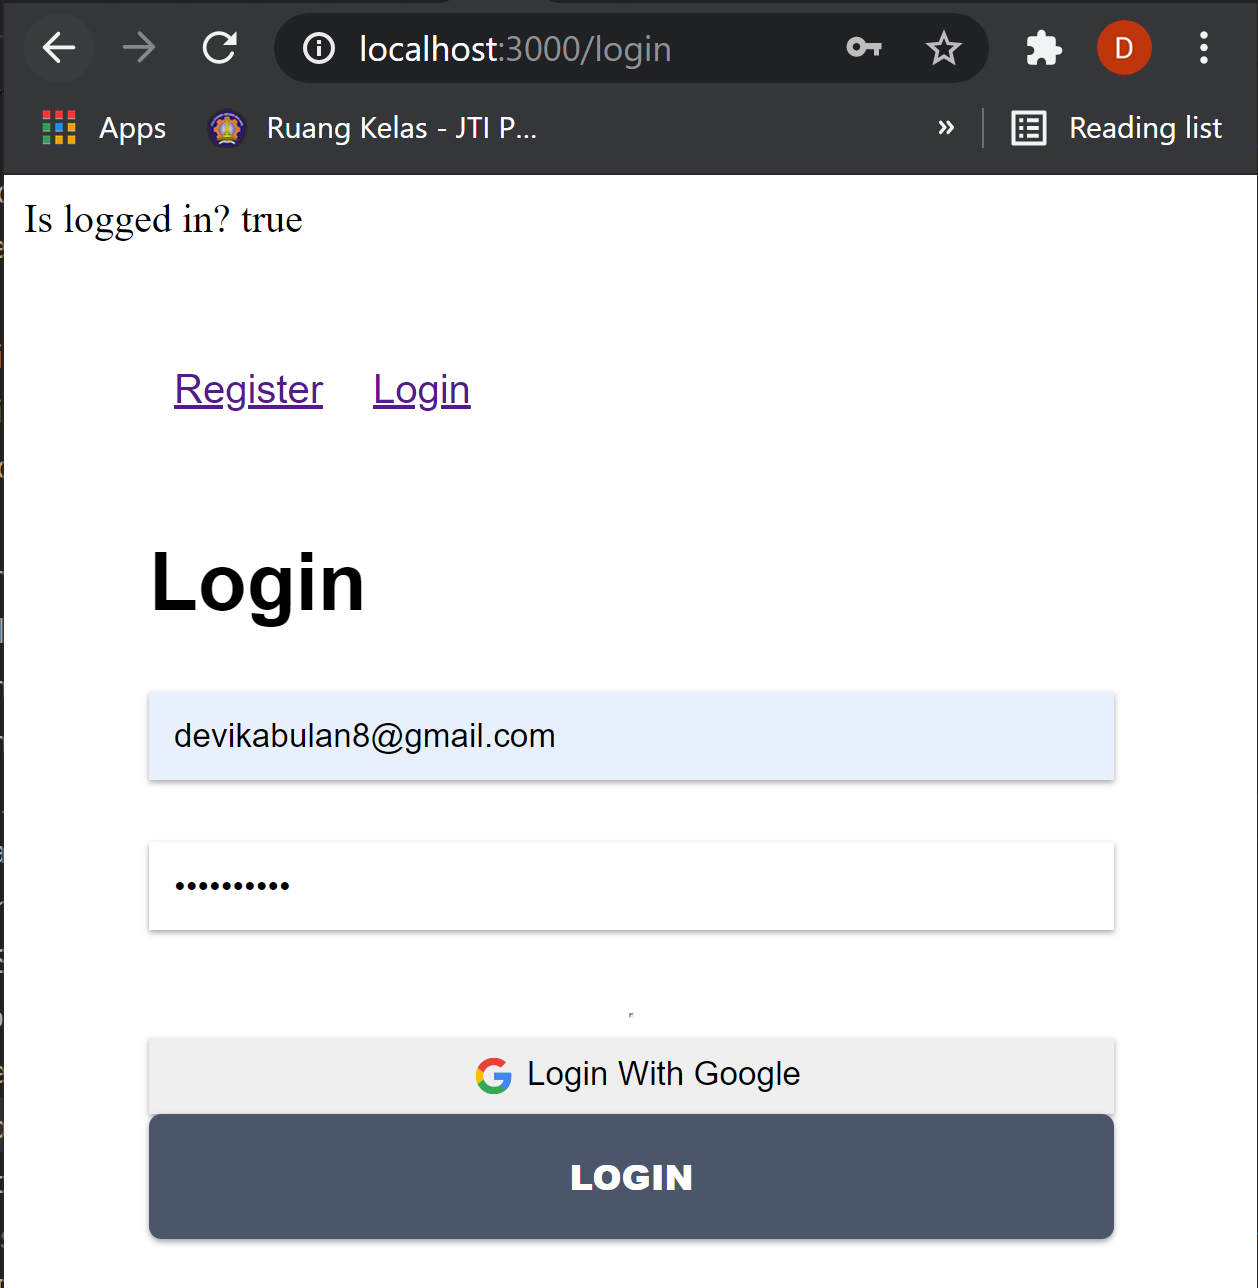 localhost:3000/login
D
Apps
Ruang Kelas - JTI P...
»
Reading list
Is logged in? true
Register
Login
Login
devikabulan8@gmail.com
••••••••••
Login With Google
LOGIN